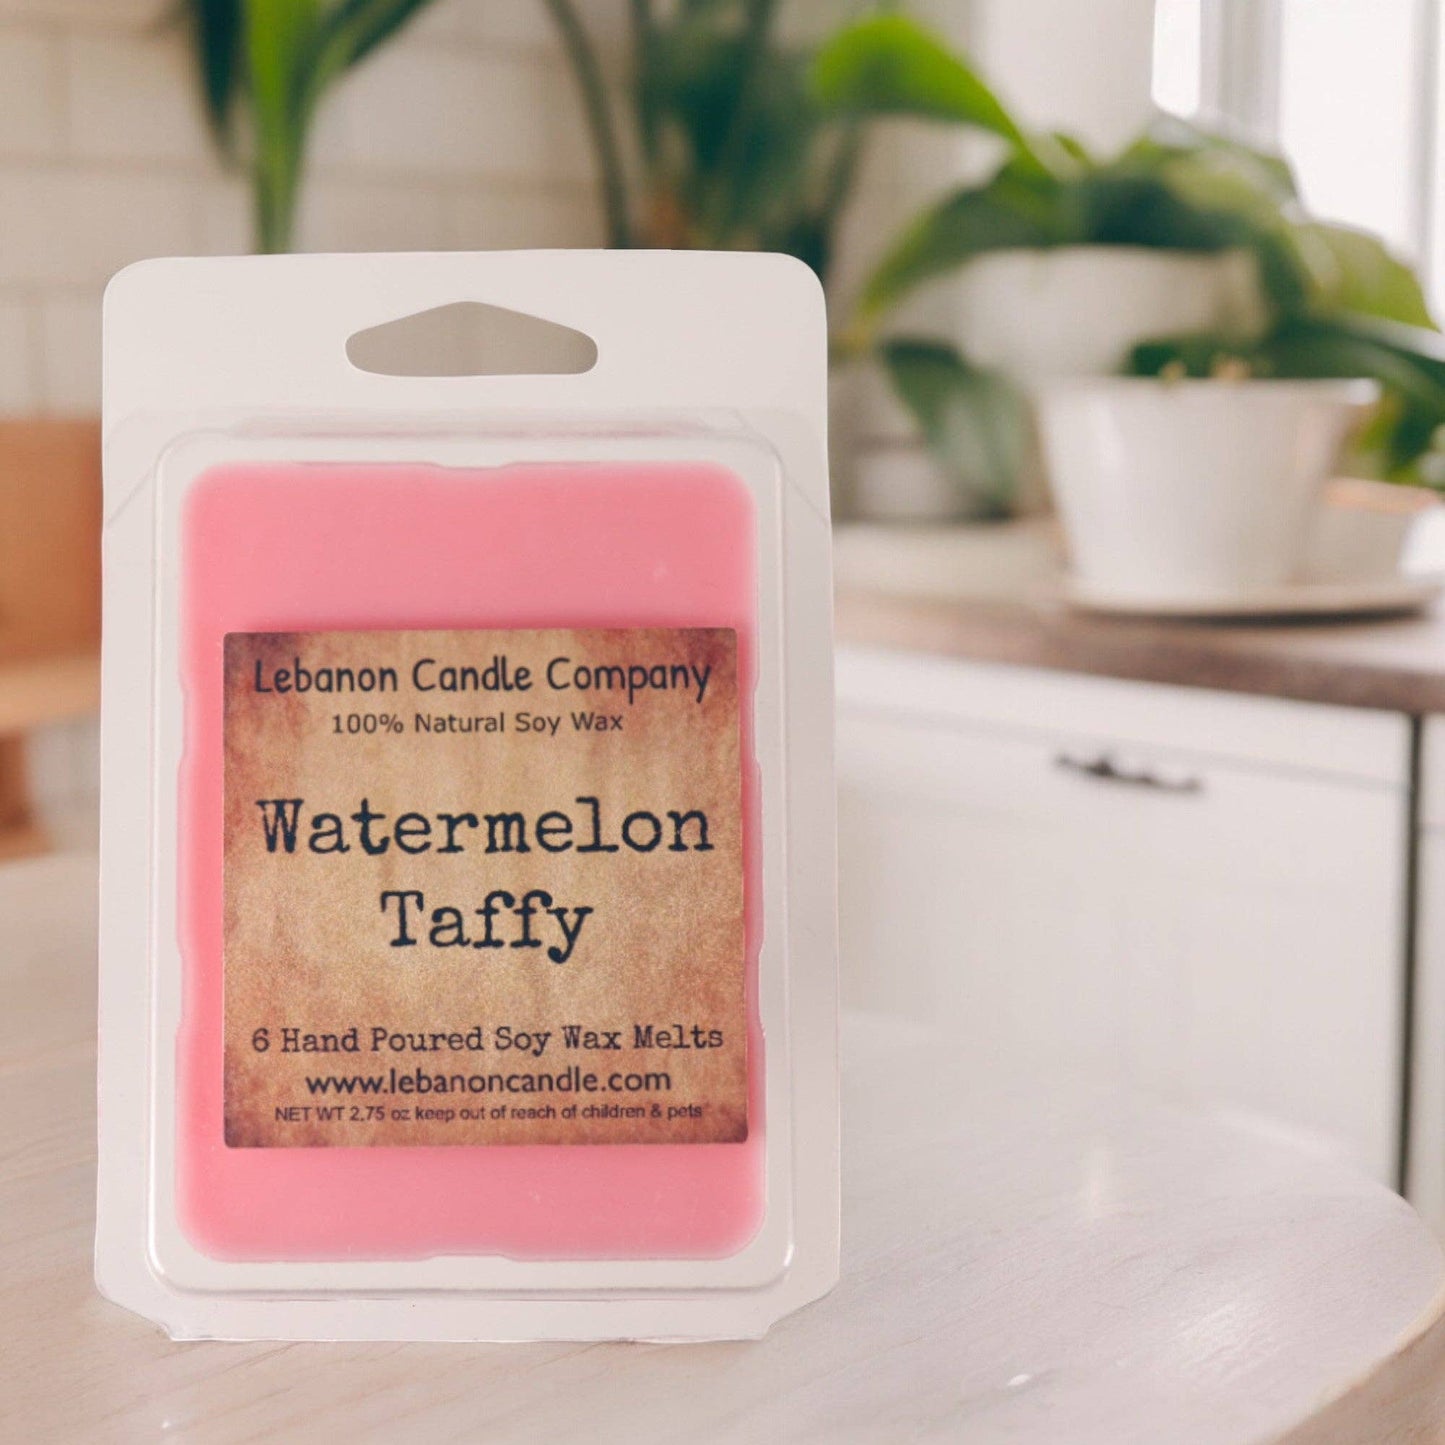 Lebanon Candle Company
100% Natural Soy Wax
Watermelon
Taffy
6 Hand Poured Soy Wax Melts
www.lebanoncandle.com
NET WT 2.75 oz keep out of reach of children & pets